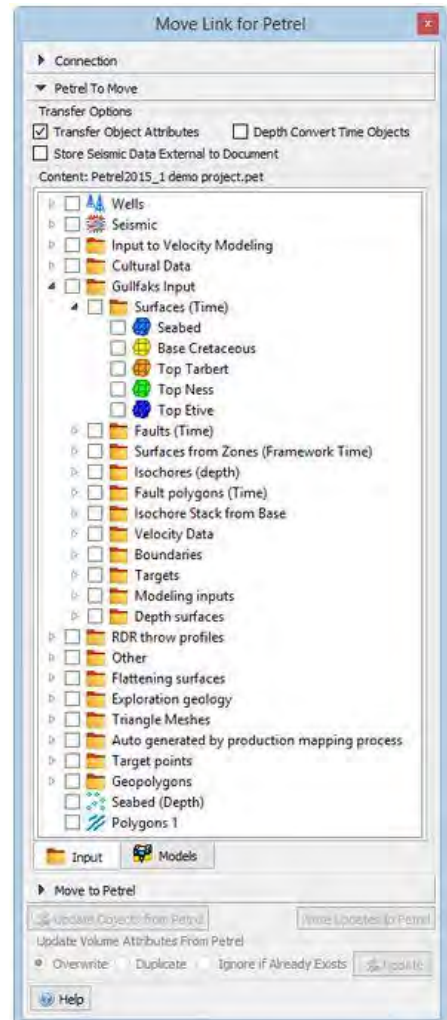 Move Link for Petrel
x
Connection
Petrel To Move
Transfer Options
Transfer Object Attributes Depth Convert Time Objects
Store Seismic Data External to Document
Content: Petrel2015_1 demo project.pet
Wells
Seismic
Input to Velocity Modeling
Cultural Data
Gullfaks Input
Surfaces (Time)
Seabed
Base Cretaceous
Top Tarbert
Top Ness
Top Etive
Faults (Time)
Surfaces from Zones (Framework Time)
Isochores (depth)
Fault polygons (Time)
Isochore Stack from Base
Velocity Data
Boundaries
Targets
Modeling inputs
Depth surfaces
RDR throw profiles
Other
Flattening surfaces
Exploration geology
Triangle Meshes
Auto generated by production mapping process
Target points
Geopolygons
Seabed (Depth)
Polygons 1
Input Models
Move to Petrel
Update Objects from Petrel Write Updates to Petrel
Update Volume Attributes From Petrel
Overwrite Duplicate Ignore if Already Exists Update
Help